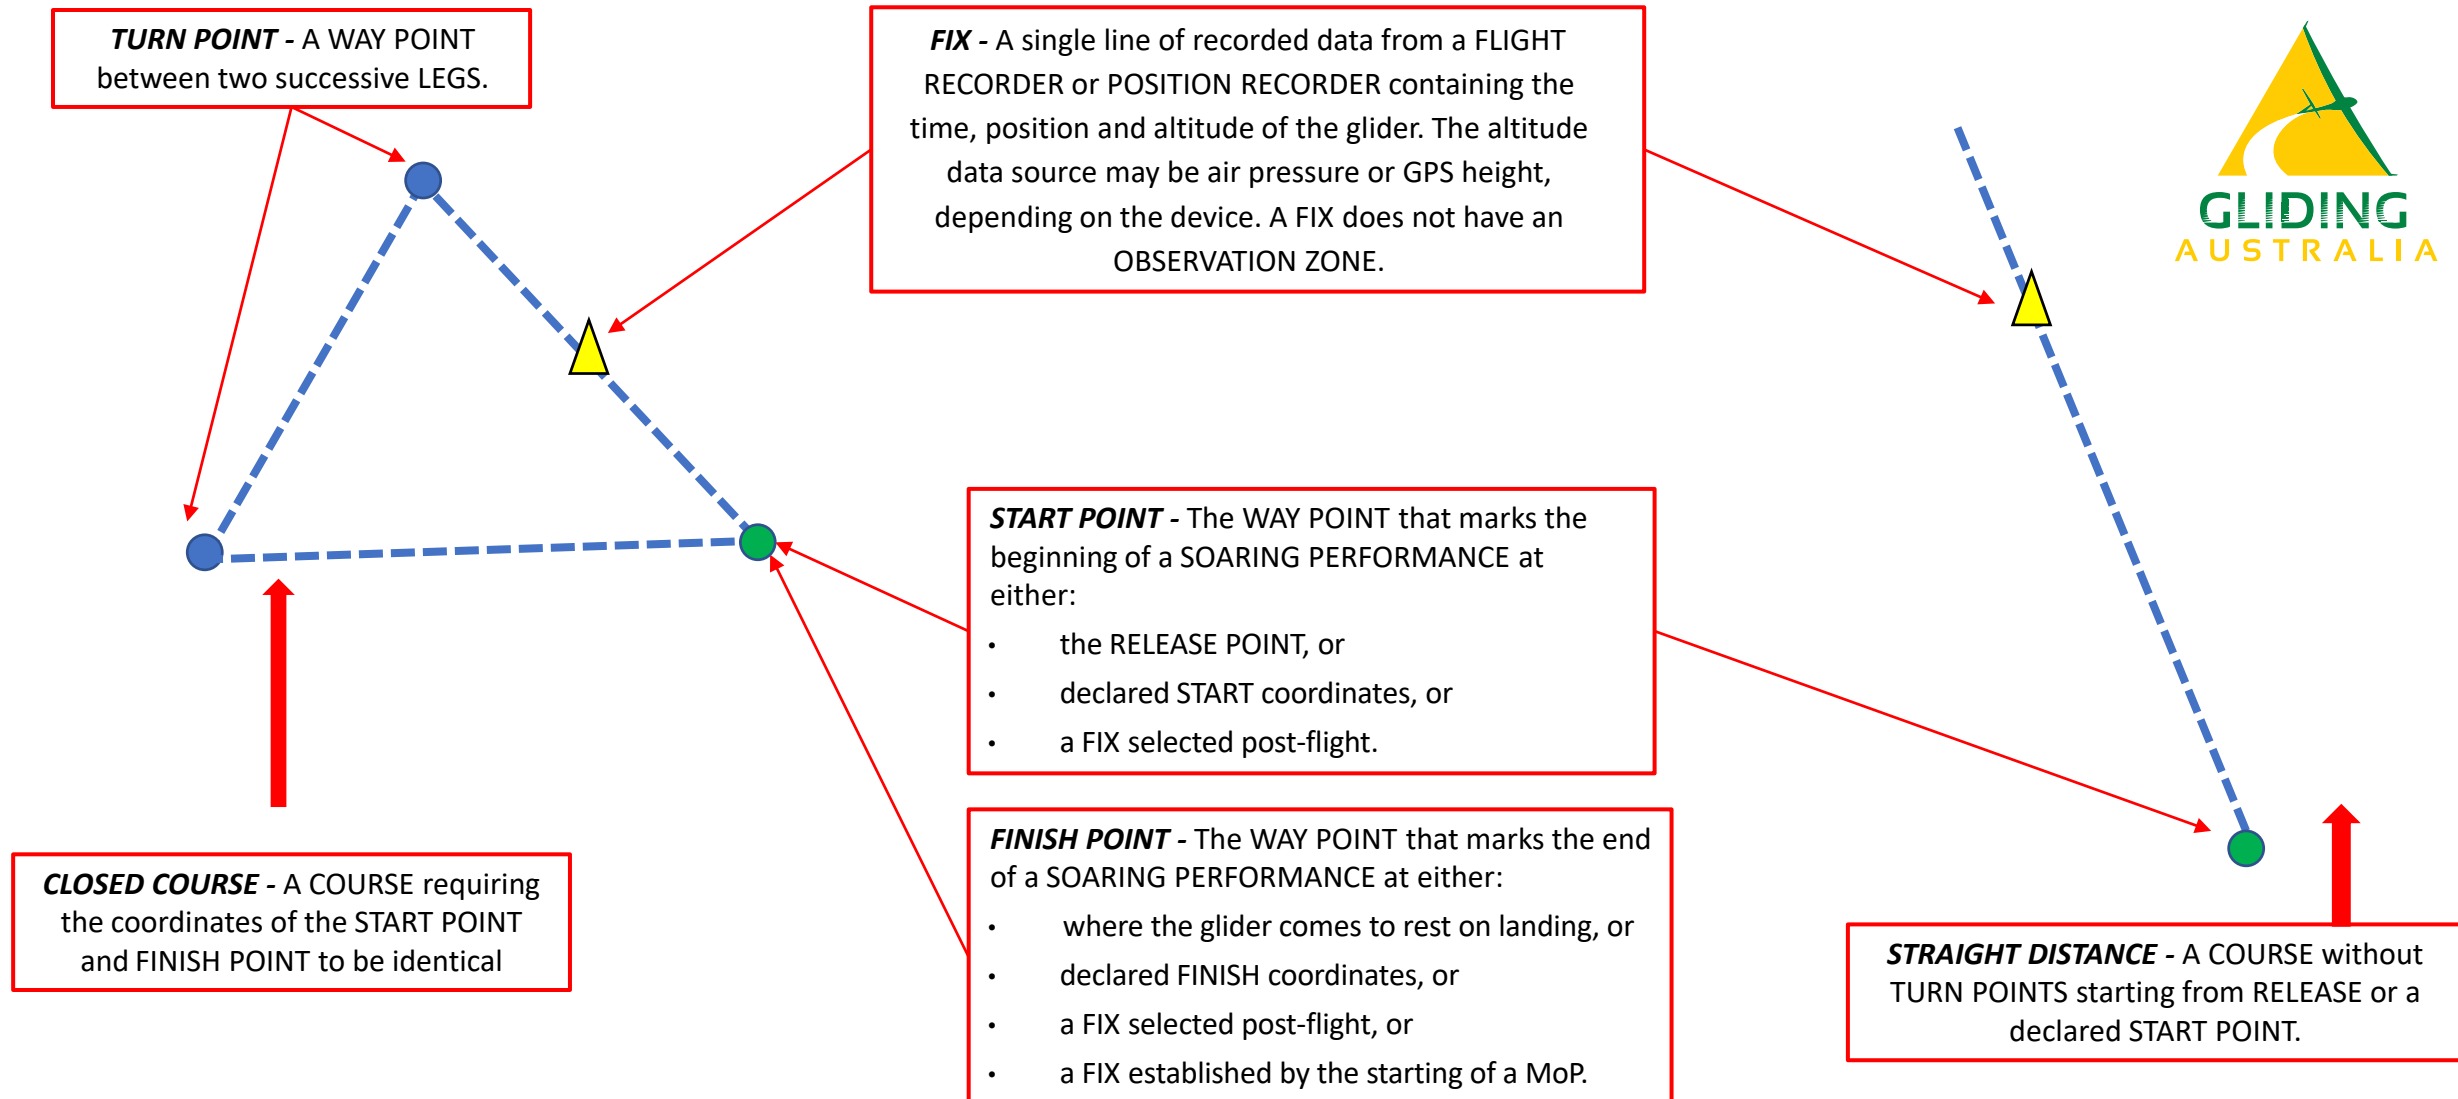 TURN POINT - A WAY POINT
between two successive LEGS.
FIX - A single line of recorded data from a FLIGHT
RECORDER or POSITION RECORDER containing the
time, position and altitude of the glider. The altitude
data source may be air pressure or GPS height,
depending on the device. A FIX does not have an
OBSERVATION ZONE.
GLIDING
AUSTRALIA
START POINT - The WAY POINT that marks the
beginning of a SOARING PERFORMANCE at
either:
• the RELEASE POINT, or
• declared START coordinates, or
• a FIX selected post-flight.
FINISH POINT - The WAY POINT that marks the end
of a SOARING PERFORMANCE at either:
• where the glider comes to rest on landing, or
• declared FINISH coordinates, or
• a FIX selected post-flight, or
• a FIX established by the starting of a MoP.
CLOSED COURSE - A COURSE requiring
the coordinates of the START POINT
and FINISH POINT to be identical
STRAIGHT DISTANCE - A COURSE without
TURN POINTS starting from RELEASE or a
declared START POINT.